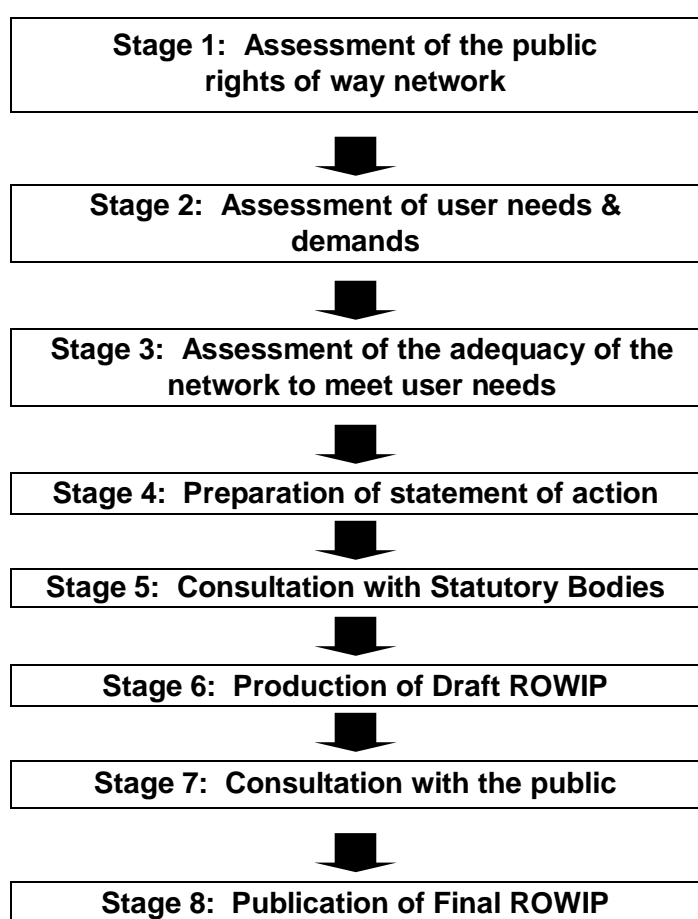 Stage 1:  Assessment of the public
rights of way network
Stage 2:  Assessment of user needs &
demands
Stage 3:  Assessment of the adequacy of the
network to meet user needs
Stage 4:  Preparation of statement of action
Stage 5:  Consultation with Statutory Bodies
Stage 6:  Production of Draft ROWIP
Stage 7:  Consultation with the public
Stage 8:  Publication of Final ROWIP